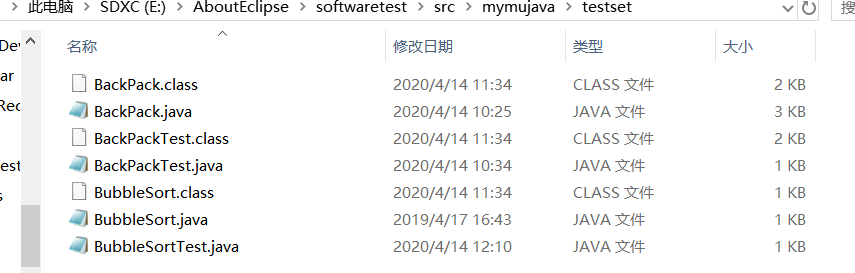 此电脑 › SDXC (E:) › AboutEclipse › softwaretest › src › mymujava › testset
搜
名称 修改日期 类型 大小
BackPack.class 2020/4/14 11:34 CLASS 文件 2 KB
BackPack.java 2020/4/14 10:25 JAVA 文件 3 KB
BackPackTest.class 2020/4/14 11:34 CLASS 文件 2 KB
BackPackTest.java 2020/4/14 10:34 JAVA 文件 1 KB
BubbleSort.class 2020/4/14 11:34 CLASS 文件 1 KB
BubbleSort.java 2019/4/17 16:43 JAVA 文件 1 KB
BubbleSortTest.java 2020/4/14 12:10 JAVA 文件 1 KB
De
ar
Rec
est
s